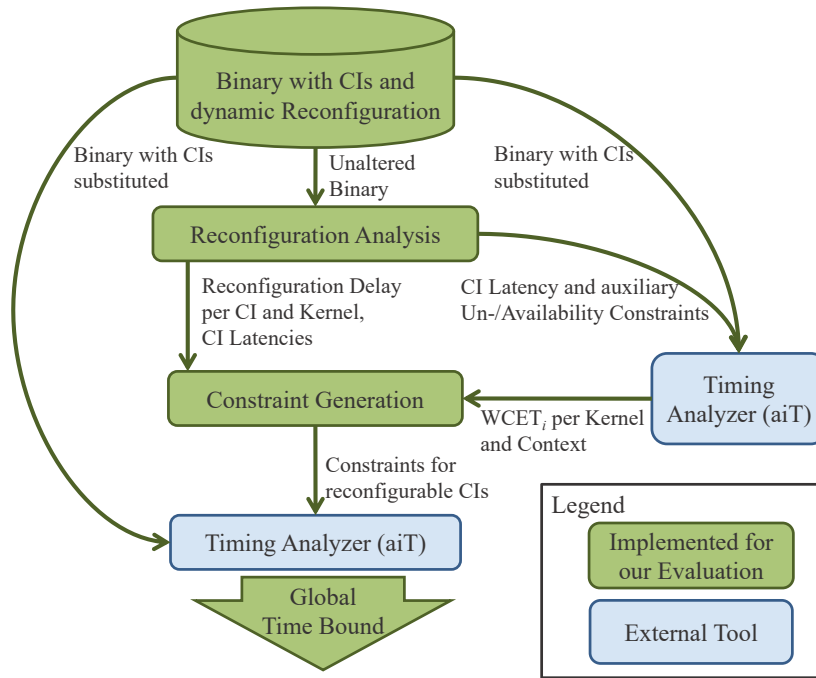 Binary with CIs and
dynamic Reconfiguration
Binary with CIs
substituted
Unaltered
Binary
Binary with CIs
substituted
Reconfiguration Analysis
Reconfiguration Delay
per CI and Kernel,
CI Latencies
CI Latency and auxiliary
Un-/Availability Constraints
Constraint Generation
WCETᵢ per Kernel
and Context
Timing
Analyzer (aiT)
Constraints for
reconfigurable CIs
Timing Analyzer (aiT)
Global
Time Bound
Legend
Implemented for
our Evaluation
External Tool